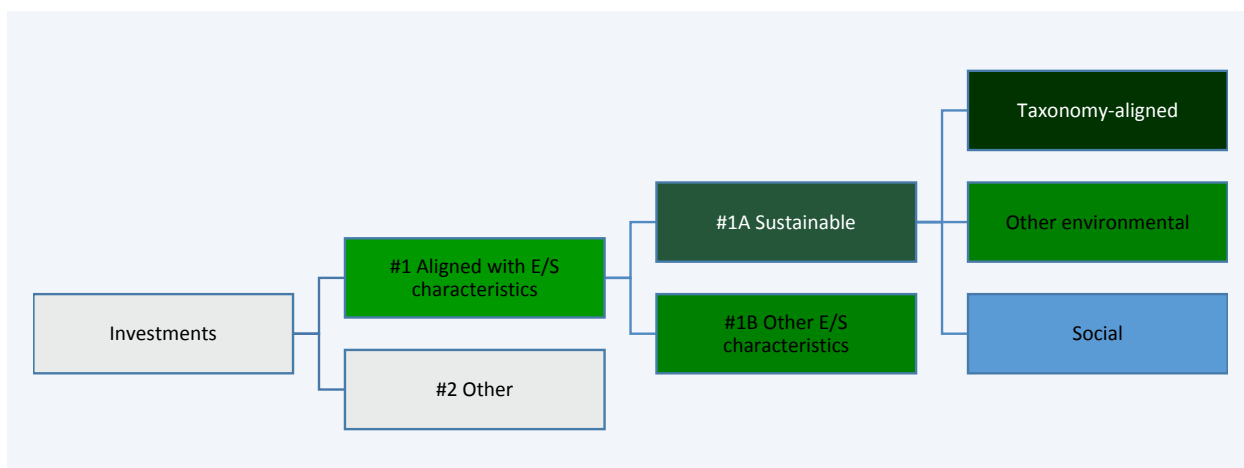 Investments
#1 Aligned with E/S
characteristics
#2 Other
#1A Sustainable
#1B Other E/S
characteristics
Taxonomy-aligned
Other environmental
Social